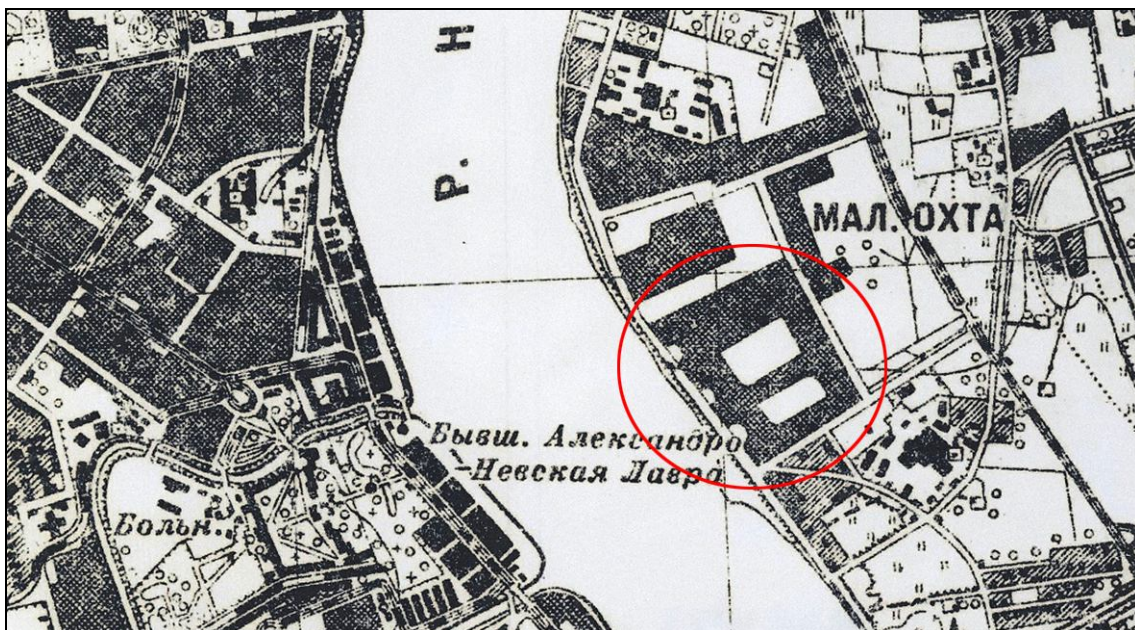 Р. Н
МАЛ. ОХТА
Бывш. Александро
-Невская Лавра
Больн.